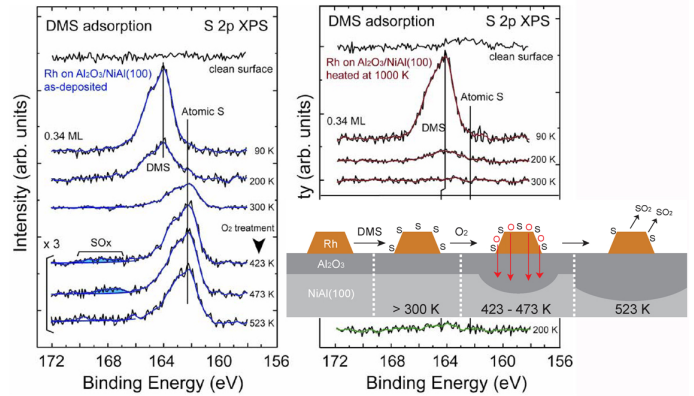 DMS adsorption S 2p XPS
clean surface
Rh on Al2O3/NiAl(100)
as-deposited
Atomic S
0.34 ML
90 K
DMS
200 K
300 K
O2 treatment
x 3
SOx
423 K
473 K
523 K
172 168 164 160 156
Binding Energy (eV)
Intensity (arb. units)
DMS adsorption S 2p XPS
clean surface
Rh on Al2O3/NiAl(100)
heated at 1000 K
Atomic S
DMS
0.34 ML
90 K
200 K
300 K
200 K
172 168 164 160 156
Binding Energy (eV)
ty (arb. units)
Rh
DMS
S S S S S
O2
S O S O S O S
SO2
SO2
S S
Al2O3
NiAl(100)
> 300 K
423 - 473 K
523 K